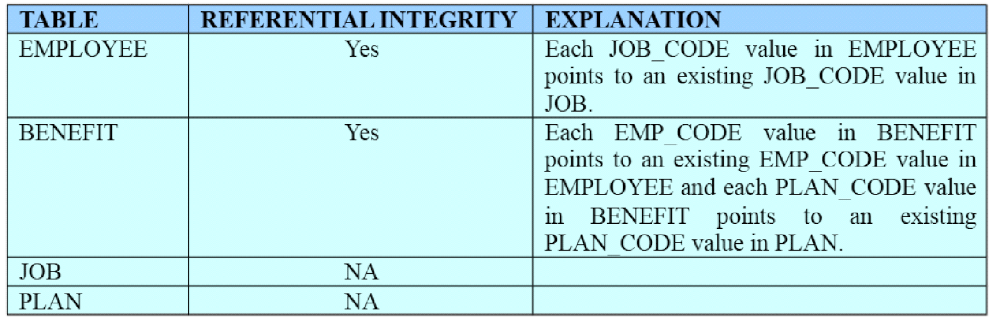 TABLE REFERENTIAL INTEGRITY EXPLANATION
EMPLOYEE Yes Each JOB_CODE value in EMPLOYEE
points to an existing JOB_CODE value in
JOB.
BENEFIT Yes Each EMP_CODE value in BENEFIT
points to an existing EMP_CODE value in
EMPLOYEE and each PLAN_CODE value
in BENEFIT points to an existing
PLAN_CODE value in PLAN.
JOB NA
PLAN NA